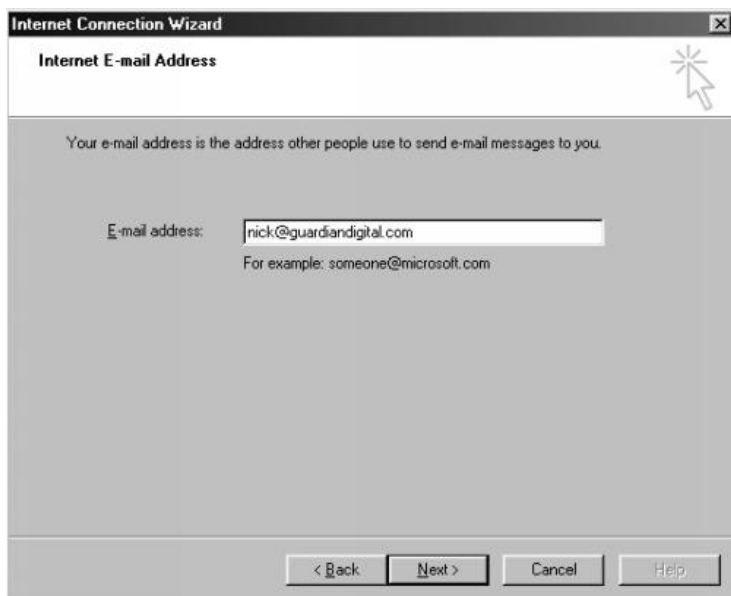 Internet Connection Wizard
Internet E-mail Address
Your e-mail address is the address other people use to send e-mail messages to you.
E-mail address: nick@guardiandigital.com
For example: someone@microsoft.com
< Back Next > Cancel Help